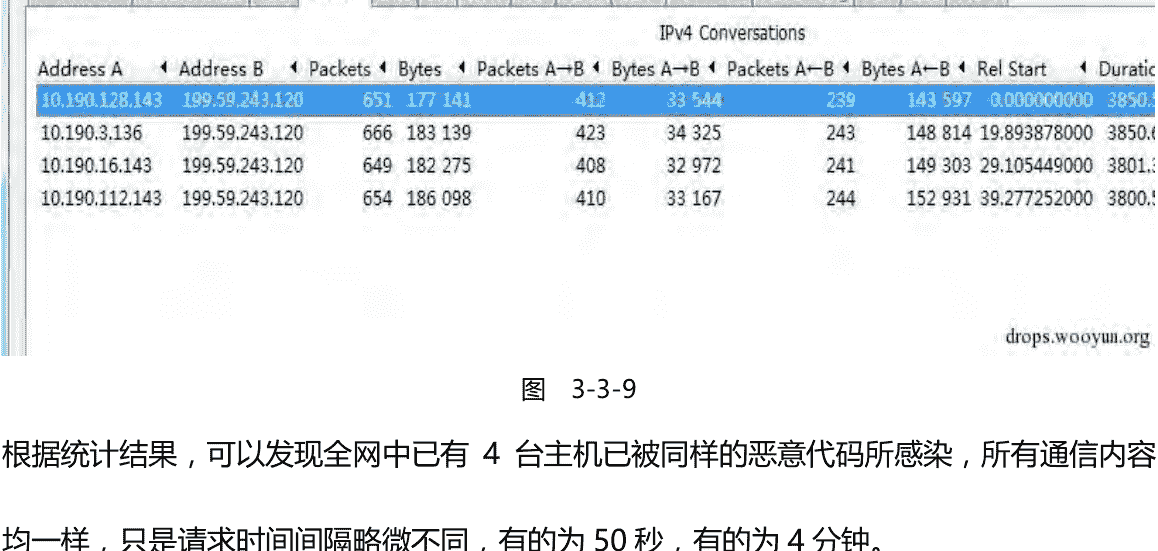 IPv4 Conversations
Address A Address B Packets Bytes Packets A→B Bytes A→B Packets A←B Bytes A←B Rel Start Duratic
10.190.128.143 199.59.243.120 651 177 141 412 33 544 239 143 597 0.000000000 3850.5
10.190.3.136 199.59.243.120 666 183 139 423 34 325 243 148 814 19.893878000 3850.6
10.190.16.143 199.59.243.120 649 182 275 408 32 972 241 149 303 29.105449000 3801.3
10.190.112.143 199.59.243.120 654 186 098 410 33 167 244 152 931 39.277252000 3800.5
drops.wooyun.org
图 3-3-9
根据统计结果，可以发现全网中已有 4 台主机已被同样的恶意代码所感染，所有通信内容
均一样，只是请求时间间隔略微不同，有的为 50 秒，有的为 4 分钟。